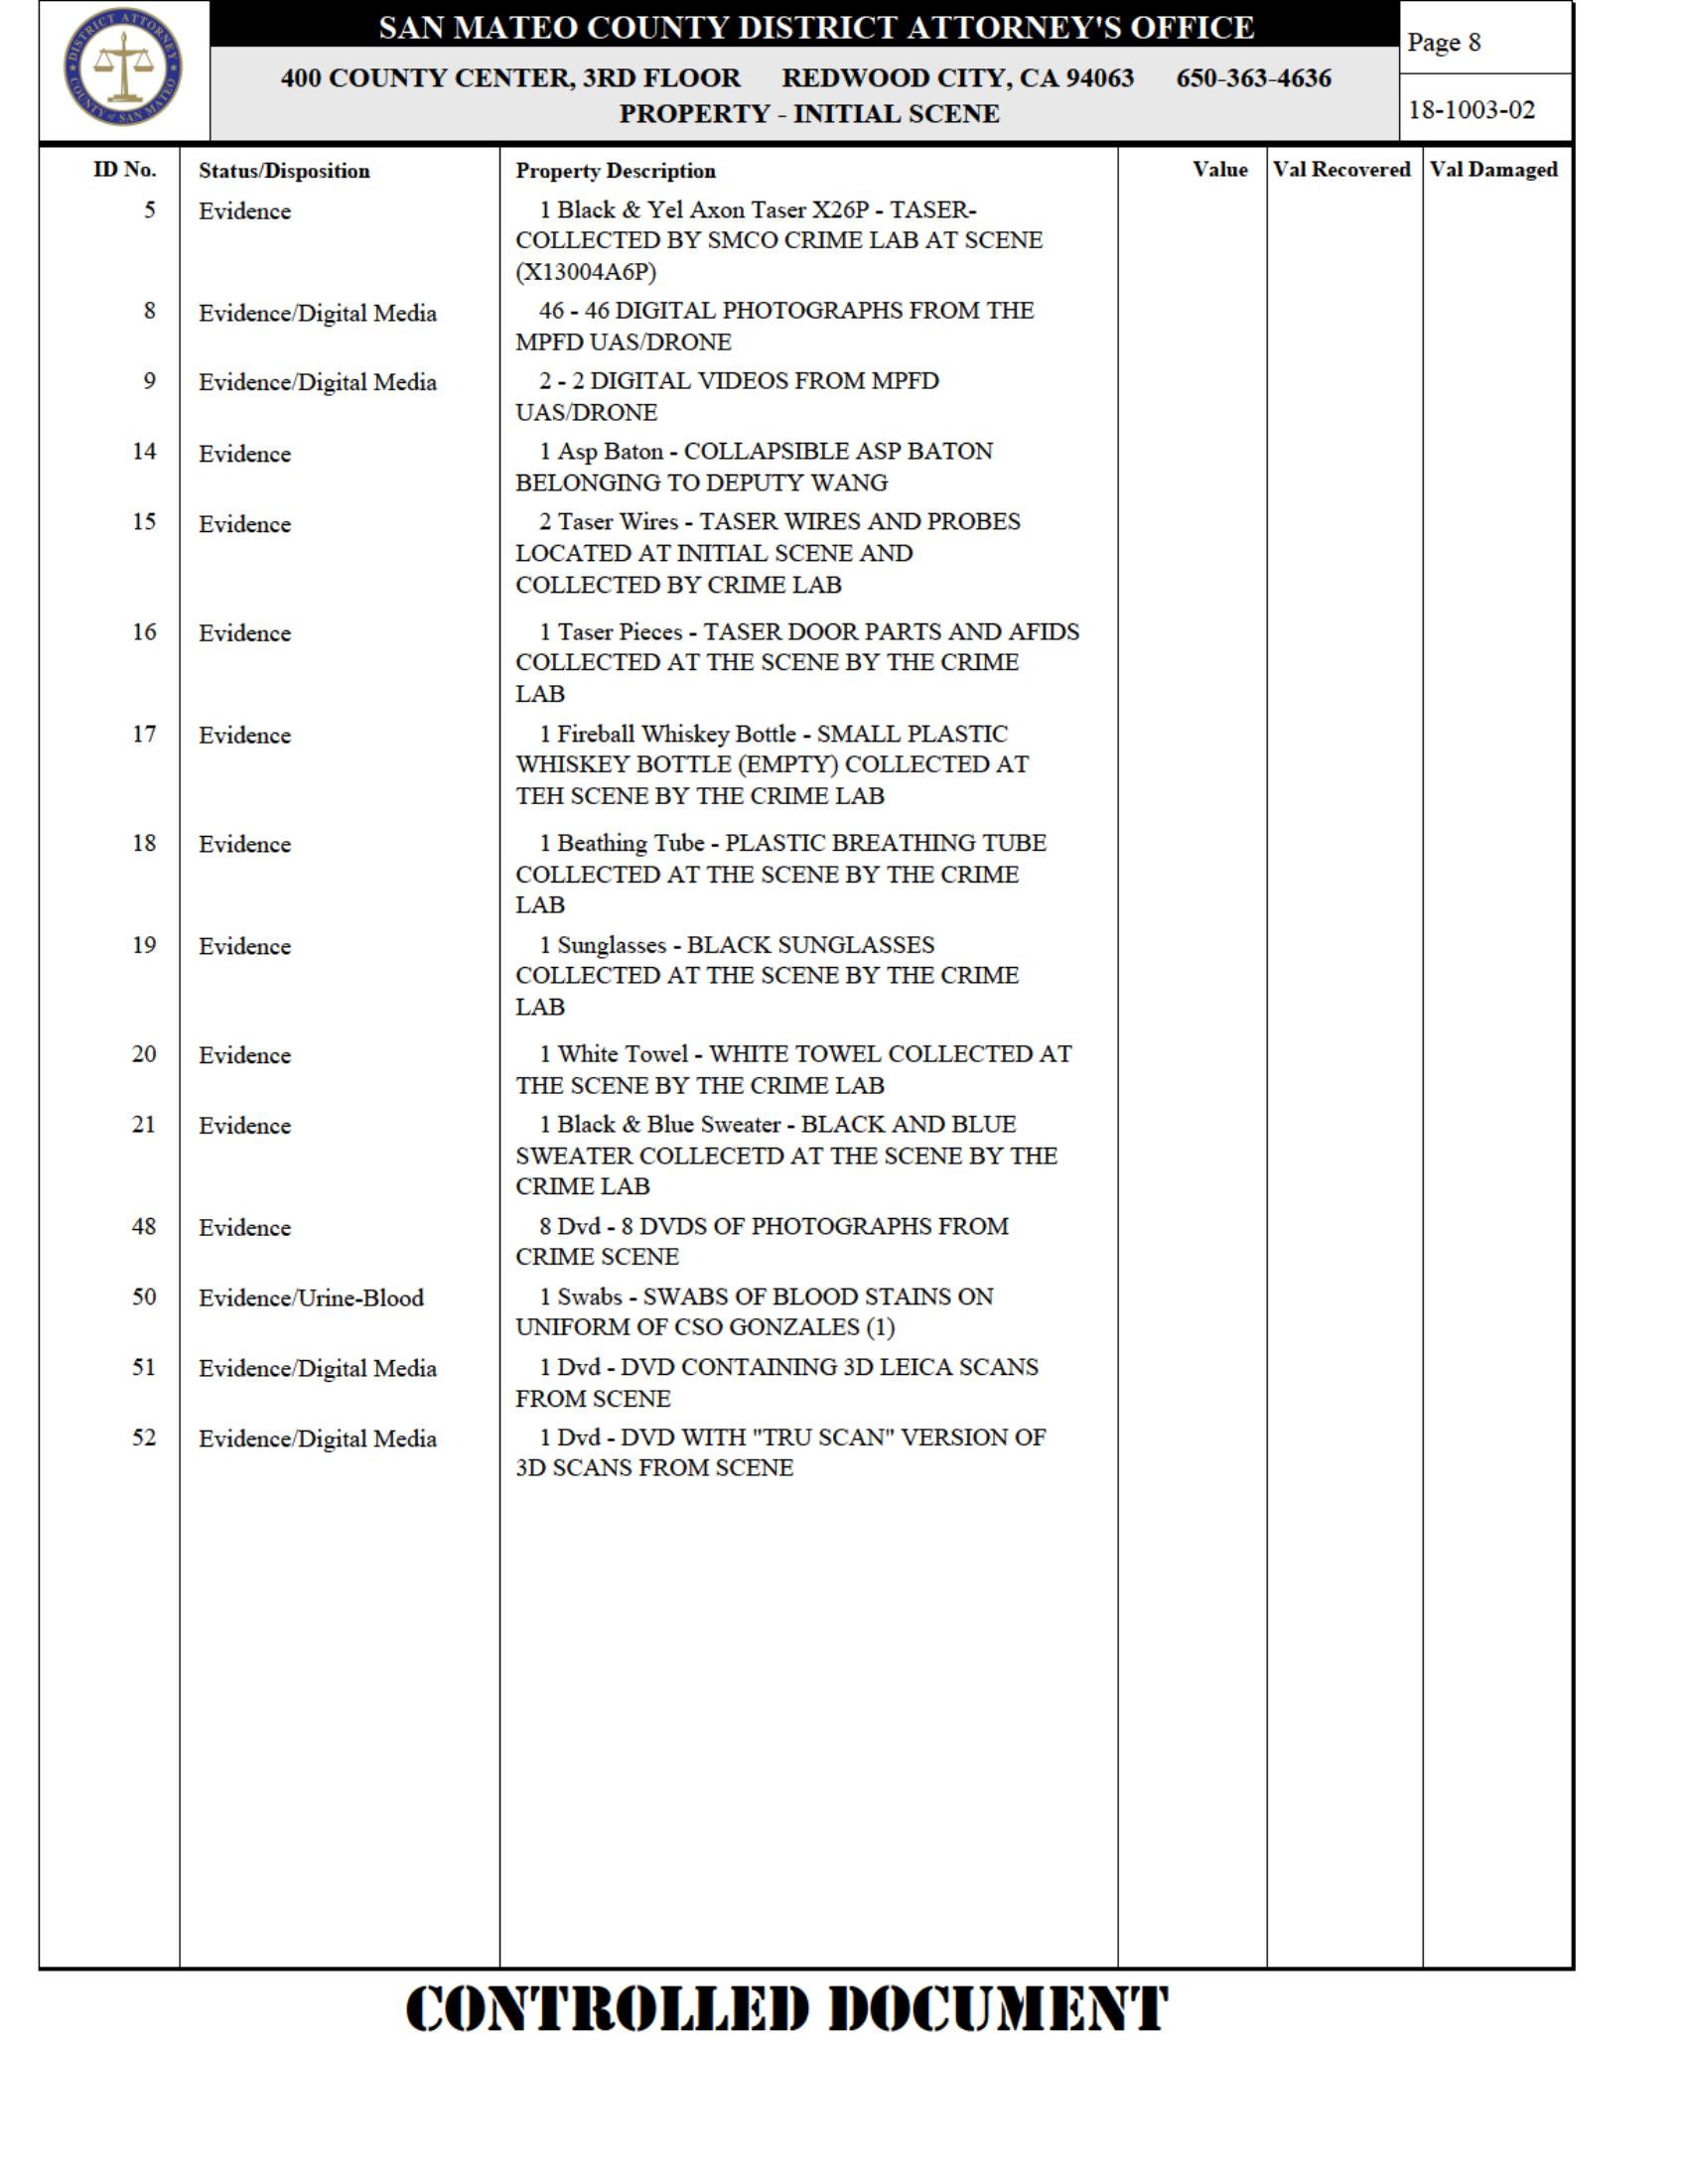 DISTRICT ATTORNEY
COUNTY of SAN MATEO
SAN MATEO COUNTY DISTRICT ATTORNEY'S OFFICE
400 COUNTY CENTER, 3RD FLOOR REDWOOD CITY, CA 94063 650-363-4636
PROPERTY - INITIAL SCENE
Page 8
18-1003-02
ID No. Status/Disposition Property Description Value Val Recovered Val Damaged
5 Evidence 1 Black & Yel Axon Taser X26P - TASER-
COLLECTED BY SMCO CRIME LAB AT SCENE
(X13004A6P)
8 Evidence/Digital Media 46 - 46 DIGITAL PHOTOGRAPHS FROM THE
MPFD UAS/DRONE
9 Evidence/Digital Media 2 - 2 DIGITAL VIDEOS FROM MPFD
UAS/DRONE
14 Evidence 1 Asp Baton - COLLAPSIBLE ASP BATON
BELONGING TO DEPUTY WANG
15 Evidence 2 Taser Wires - TASER WIRES AND PROBES
LOCATED AT INITIAL SCENE AND
COLLECTED BY CRIME LAB
16 Evidence 1 Taser Pieces - TASER DOOR PARTS AND AFIDS
COLLECTED AT THE SCENE BY THE CRIME
LAB
17 Evidence 1 Fireball Whiskey Bottle - SMALL PLASTIC
WHISKEY BOTTLE (EMPTY) COLLECTED AT
TEH SCENE BY THE CRIME LAB
18 Evidence 1 Beathing Tube - PLASTIC BREATHING TUBE
COLLECTED AT THE SCENE BY THE CRIME
LAB
19 Evidence 1 Sunglasses - BLACK SUNGLASSES
COLLECTED AT THE SCENE BY THE CRIME
LAB
20 Evidence 1 White Towel - WHITE TOWEL COLLECTED AT
THE SCENE BY THE CRIME LAB
21 Evidence 1 Black & Blue Sweater - BLACK AND BLUE
SWEATER COLLECETD AT THE SCENE BY THE
CRIME LAB
48 Evidence 8 Dvd - 8 DVDS OF PHOTOGRAPHS FROM
CRIME SCENE
50 Evidence/Urine-Blood 1 Swabs - SWABS OF BLOOD STAINS ON
UNIFORM OF CSO GONZALES (1)
51 Evidence/Digital Media 1 Dvd - DVD CONTAINING 3D LEICA SCANS
FROM SCENE
52 Evidence/Digital Media 1 Dvd - DVD WITH "TRU SCAN" VERSION OF
3D SCANS FROM SCENE
CONTROLLED DOCUMENT